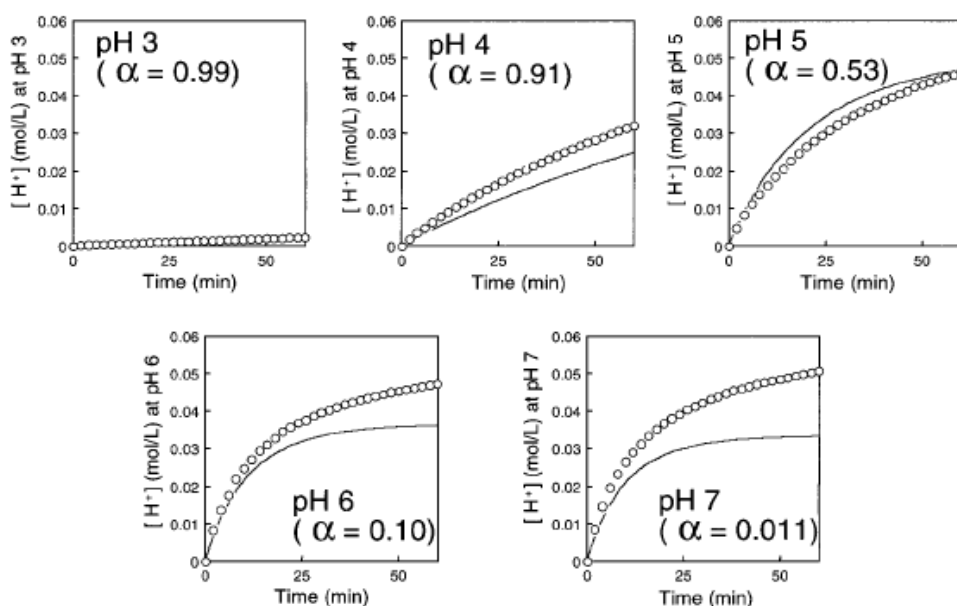 [ H⁺] (mol/L) at pH 3
0.06
0.05
0.04
0.03
0.02
0.01
0
pH 3
( α = 0.99)
0
25
50
Time (min)
[ H⁺] (mol/L) at pH 4
0.06
0.05
0.04
0.03
0.02
0.01
0
pH 4
( α = 0.91)
0
25
50
Time (min)
[ H⁺] (mol/L) at pH 5
0.06
0.05
0.04
0.03
0.02
0.01
0
pH 5
( α = 0.53)
0
25
50
Time (min)
[ H⁺] (mol/L) at pH 6
0.06
0.05
0.04
0.03
0.02
0.01
0
pH 6
( α = 0.10)
0
25
50
Time (min)
[ H⁺] (mol/L) at pH 7
0.06
0.05
0.04
0.03
0.02
0.01
0
pH 7
( α = 0.011)
0
25
50
Time (min)